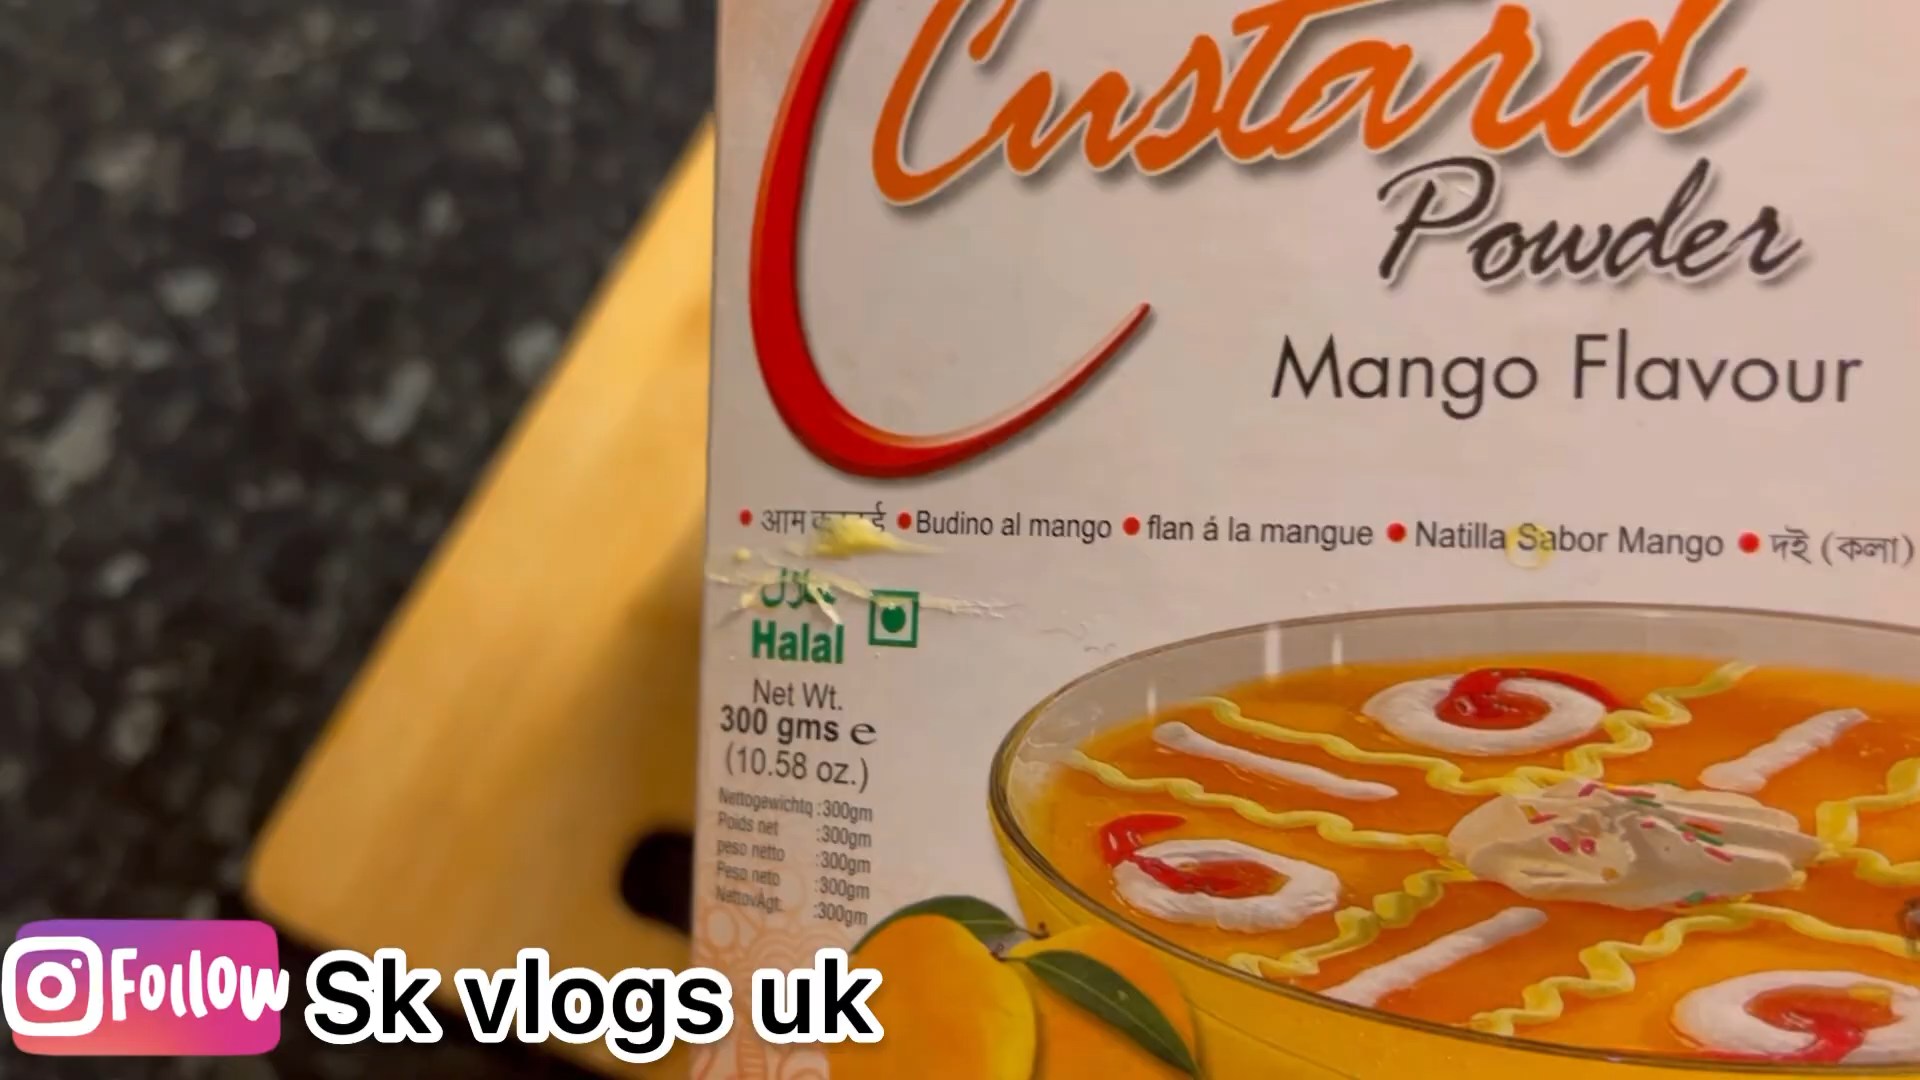 Custard
Powder
Mango Flavour
• आम • Budino al mango • flan á la mangue • Natilla Sabor Mango • দই (কলা)
حلال
Halal
Net Wt.
300 gms e
(10.58 oz.)
Nettogewichtq :300gm
Poids net :300gm
peso netto :300gm
Peso neto :300gm
NettovÆgt. :300gm
Follow Sk vlogs uk